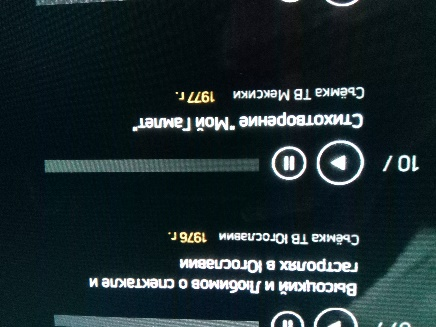 Высоцкий и Любимов о спектакле и
гастролях в Югославии
Съёмка ТВ Югославии 1976 г.
10 /
Стихотворение "Мой Гамлет"
Съёмка ТВ Мексики 1977 г.